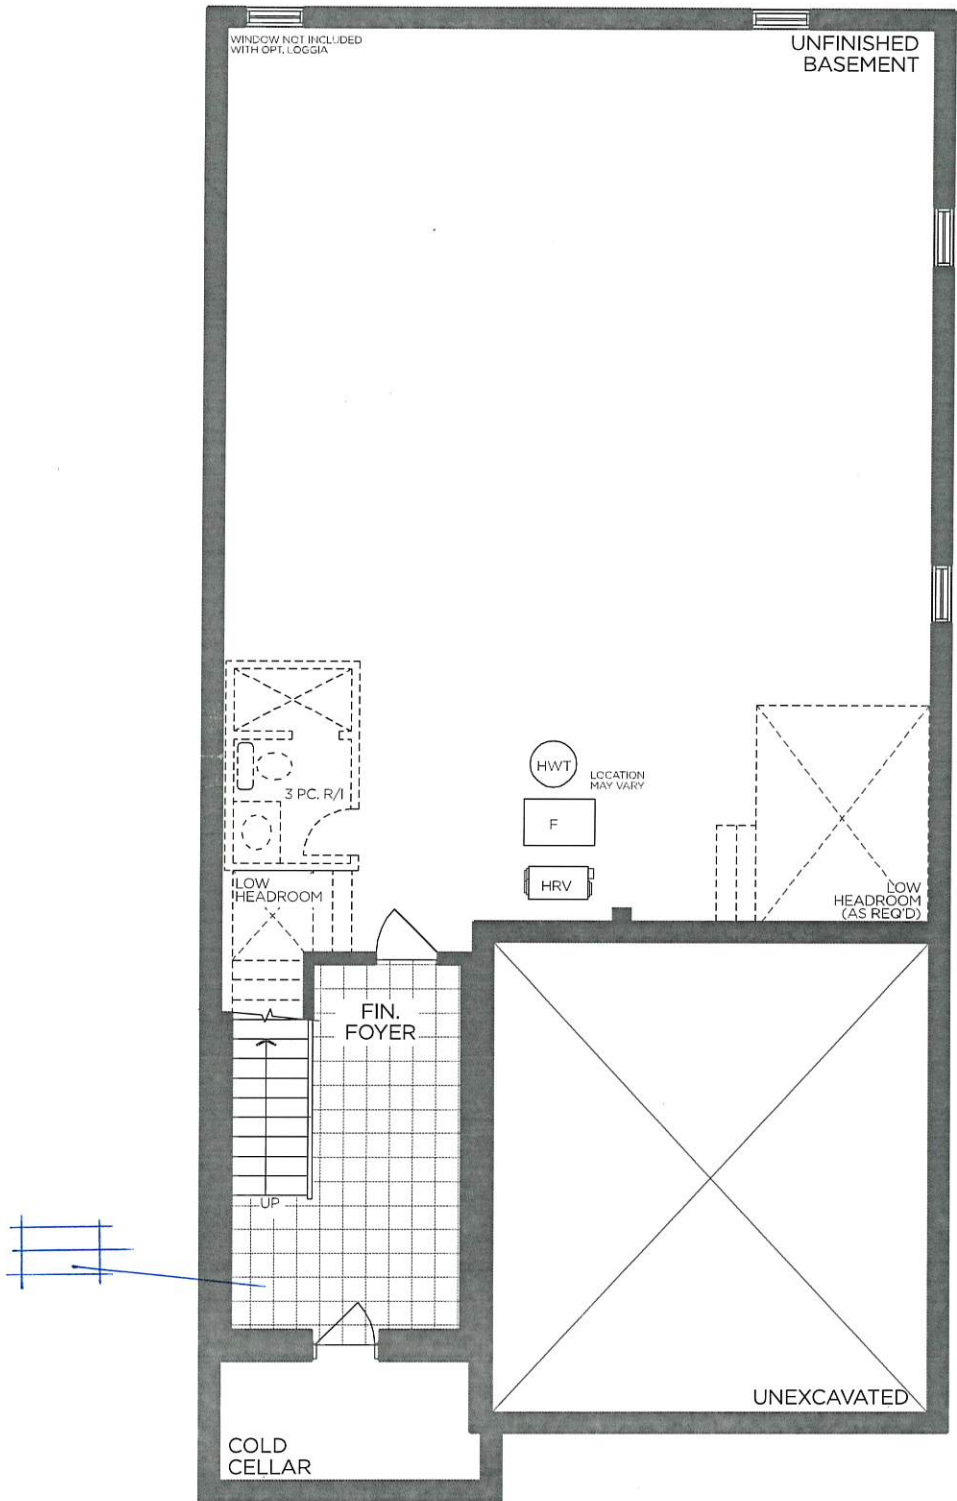 WINDOW NOT INCLUDED
WITH OPT. LOGGIA
UNFINISHED
BASEMENT
3 PC. R/I
HWT
LOCATION
MAY VARY
F
HRV
LOW
HEADROOM
LOW
HEADROOM
(AS REQ'D)
FIN.
FOYER
UP
UNEXCAVATED
COLD
CELLAR